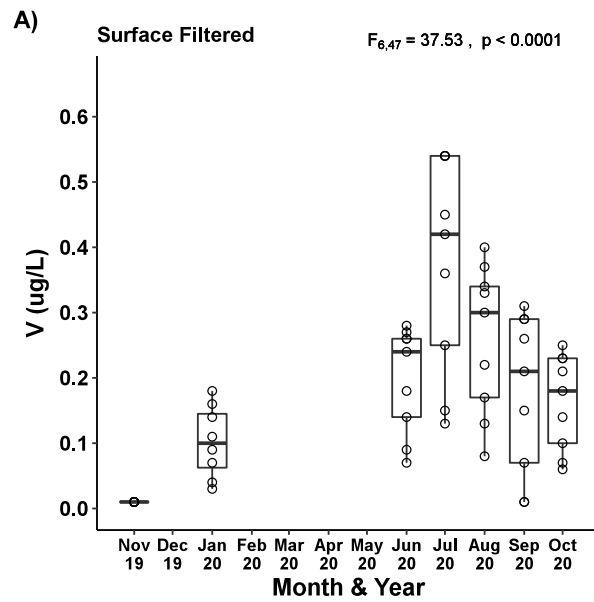 A)
Surface Filtered
F6,47 = 37.53 , p < 0.0001
V (ug/L)
0.6
0.5
0.4
0.3
0.2
0.1
0.0
Nov Dec Jan Feb Mar Apr May Jun Jul Aug Sep Oct
19 19 20 20 20 20 20 20 20 20 20 20
Month & Year